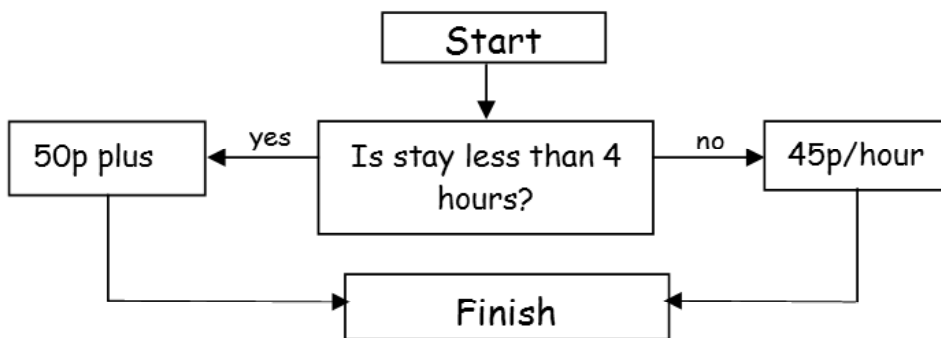 Start
yes
no
50p plus
Is stay less than 4
hours?
45p/hour
Finish